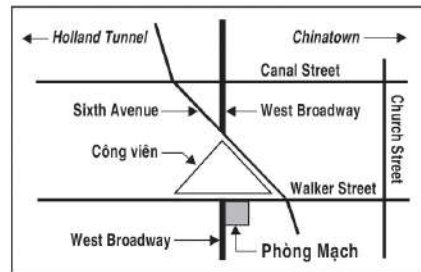 Holland Tunnel
Chinatown
Canal Street
Sixth Avenue
West Broadway
Church Street
Công viên
Walker Street
West Broadway
Phòng Mạch